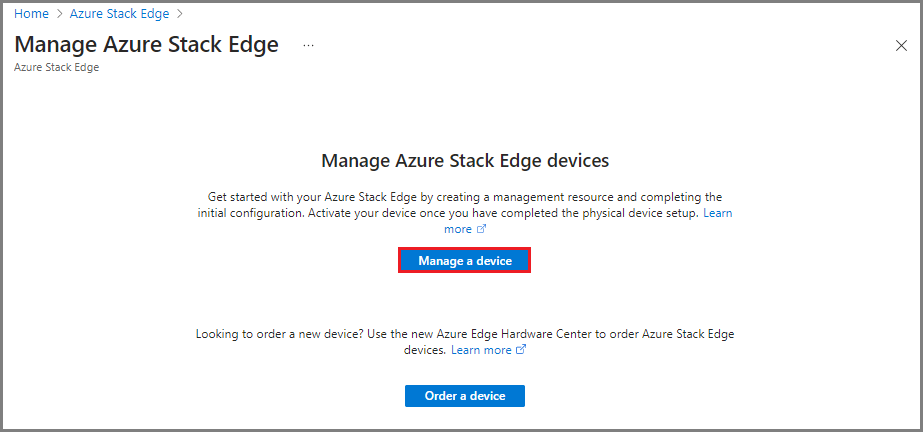 Home > Azure Stack Edge >
Manage Azure Stack Edge ...
Azure Stack Edge
Manage Azure Stack Edge devices
Get started with your Azure Stack Edge by creating a management resource and completing the
initial configuration. Activate your device once you have completed the physical device setup. Learn
more
Manage a device
Looking to order a new device? Use the new Azure Edge Hardware Center to order Azure Stack Edge
devices. Learn more
Order a device